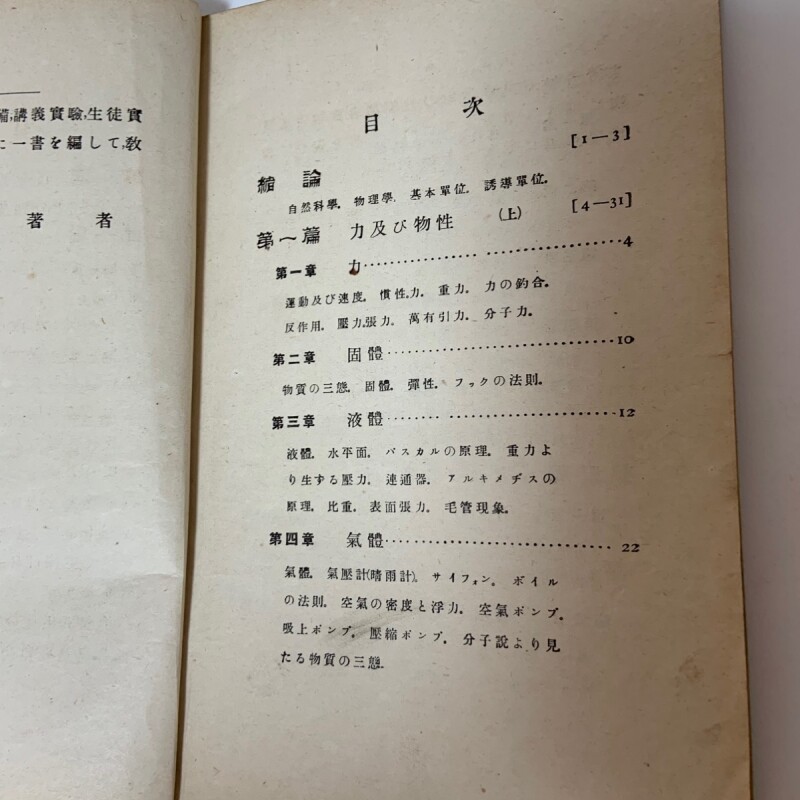 備,講義實驗,生徒實
に一書を編して,敎
著者
目次
緖論 [1—3]
自然科學. 物理學. 基本單位. 誘導單位.
第一篇 力及び物性 (上) [4—31]
第一章 力……………………………4
運動及び速度. 慣性.力. 重力. 力の釣合.
反作用. 壓力.張力. 萬有引力. 分子力.
第二章 固體……………………………10
物質の三態. 固體. 彈性. フックの法則.
第三章 液體……………………………12
液體. 水平面. パスカルの原理. 重力よ
り生ずる壓力. 連通器. アルキメヂスの
原理. 比重. 表面張力. 毛管現象.
第四章 氣體……………………………22
氣體. 氣壓計(晴雨計). サイフォン. ボイル
の法則. 空氣の密度と浮力. 空氣ポンプ.
吸上ポンプ. 壓縮ポンプ. 分子說より見
たる物質の三態.